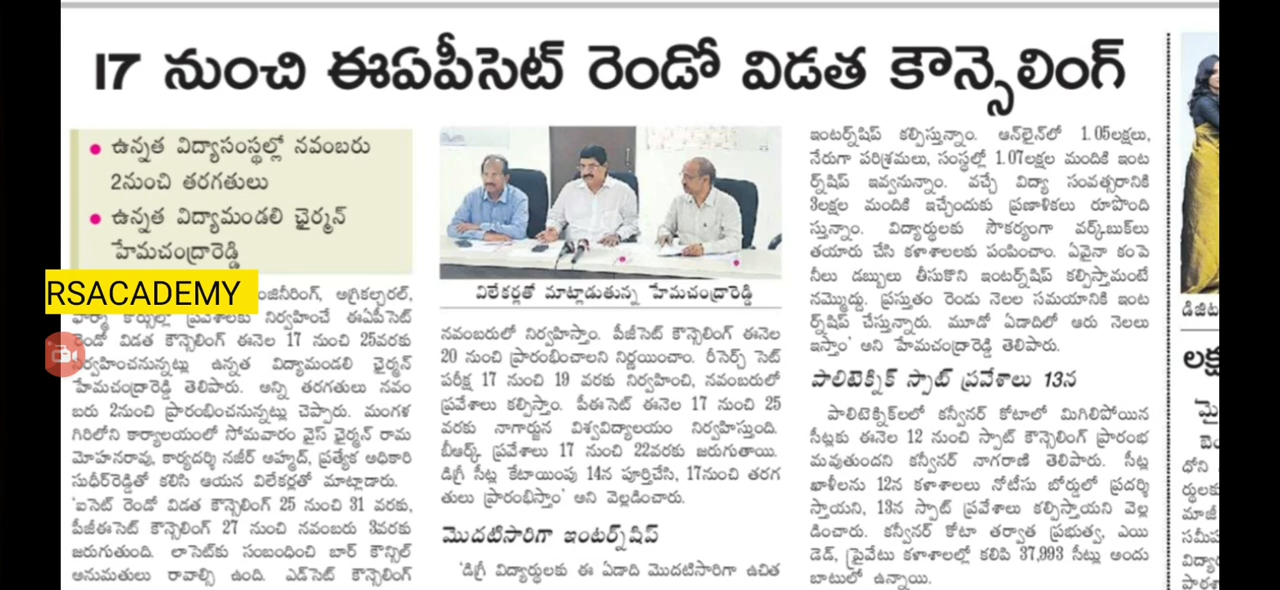 17 నుంచి ఈఏపీసెట్ రెండో విడత కౌన్సెలింగ్
ఉన్నత విద్యాసంస్థల్లో నవంబరు
2నుంచి తరగతులు
ఉన్నత విద్యామండలి ఛైర్మన్
హేమచంద్రారెడ్డి
RSACADEMY
అగ్రికల్చరల్,
ఫార్మా కోర్సుల్లో ప్రవేశాలకు నిర్వహించే ఈఏపీసెట్
రెండో విడత కౌన్సెలింగ్ ఈనెల 17 నుంచి 25వరకు
నిర్వహించనున్నట్లు ఉన్నత విద్యామండలి ఛైర్మన్
హేమచంద్రారెడ్డి తెలిపారు. అన్ని తరగతులు నవం
బరు 2నుంచి ప్రారంభించనున్నట్లు చెప్పారు. మంగళ
గిరిలోని కార్యాలయంలో సోమవారం వైస్ ఛైర్మన్ రామ
మోహనరావు, కార్యదర్శి నజీర్ అహ్మద్, ప్రత్యేక అధికారి
సుధీర్‌రెడ్డితో కలిసి ఆయన విలేకర్లతో మాట్లాడారు.
'ఐసెట్ రెండో విడత కౌన్సెలింగ్ 25 నుంచి 31 వరకు,
పీజీఈసెట్ కౌన్సెలింగ్ 27 నుంచి నవంబరు 3వరకు
జరుగుతుంది. లాసెట్‌కు సంబంధించి బార్ కౌన్సిల్
అనుమతులు రావాల్సి ఉంది. ఎడ్‌సెట్ కౌన్సెలింగ్
విలేకర్లతో మాట్లాడుతున్న హేమచంద్రారెడ్డి
నవంబరులో నిర్వహిస్తాం. పీజీసెట్ కౌన్సెలింగ్ ఈనెల
20 నుంచి ప్రారంభించాలని నిర్ణయించాం. రీసెర్చ్ సెట్
పరీక్ష 17 నుంచి 19 వరకు నిర్వహించి, నవంబరులో
ప్రవేశాలు కల్పిస్తాం. పీఈసెట్ ఈనెల 17 నుంచి 25
వరకు నాగార్జున విశ్వవిద్యాలయం నిర్వహిస్తుంది.
బీఆర్క్ ప్రవేశాలు 17 నుంచి 22వరకు జరుగుతాయి.
డిగ్రీ సీట్ల కేటాయింపు 14న పూర్తిచేసి, 17నుంచి తరగ
తులు ప్రారంభిస్తాం' అని వెల్లడించారు.
మొదటిసారిగా ఇంటర్న్‌షిప్
'డిగ్రీ విద్యార్థులకు ఈ ఏడాది మొదటిసారిగా ఉచిత
ఇంటర్న్‌షిప్ కల్పిస్తున్నాం. ఆన్‌లైన్‌లో 1.05లక్షలు,
నేరుగా పరిశ్రమలు, సంస్థల్లో 1.07లక్షల మందికి ఇంట
ర్న్‌షిప్ ఇవ్వనున్నాం. వచ్చే విద్యా సంవత్సరానికి
3లక్షల మందికి ఇచ్చేందుకు ప్రణాళికలు రూపొంది
స్తున్నాం. విద్యార్థులకు సౌకర్యంగా వర్క్‌బుక్‌లు
తయారు చేసి కళాశాలలకు పంపించాం. ఏవైనా కంపె
నీలు డబ్బులు తీసుకొని ఇంటర్న్‌షిప్ కల్పిస్తామంటే
నమ్మొద్దు. ప్రస్తుతం రెండు నెలల సమయానికి ఇంట
ర్న్‌షిప్ చేస్తున్నారు. మూడో ఏడాదిలో ఆరు నెలలు
ఇస్తాం' అని హేమచంద్రారెడ్డి తెలిపారు.
పాలిటెక్నిక్ స్పాట్ ప్రవేశాలు 13న
పాలిటెక్నిక్‌లలో కన్వీనర్ కోటాలో మిగిలిపోయిన
సీట్లకు ఈనెల 12 నుంచి స్పాట్ కౌన్సెలింగ్ ప్రారంభ
మవుతుందని కన్వీనర్ నాగరాణి తెలిపారు. సీట్ల
ఖాళీలను 12న కళాశాలలు నోటీసు బోర్డులో ప్రదర్శి
స్తాయని, 13న స్పాట్ ప్రవేశాలు కల్పిస్తాయని వెల్ల
డించారు. కన్వీనర్ కోటా తర్వాత ప్రభుత్వ, ఎయి
డెడ్, ప్రైవేటు కళాశాలల్లో కలిపి 37,993 సీట్లు అందు
బాటులో ఉన్నాయి.